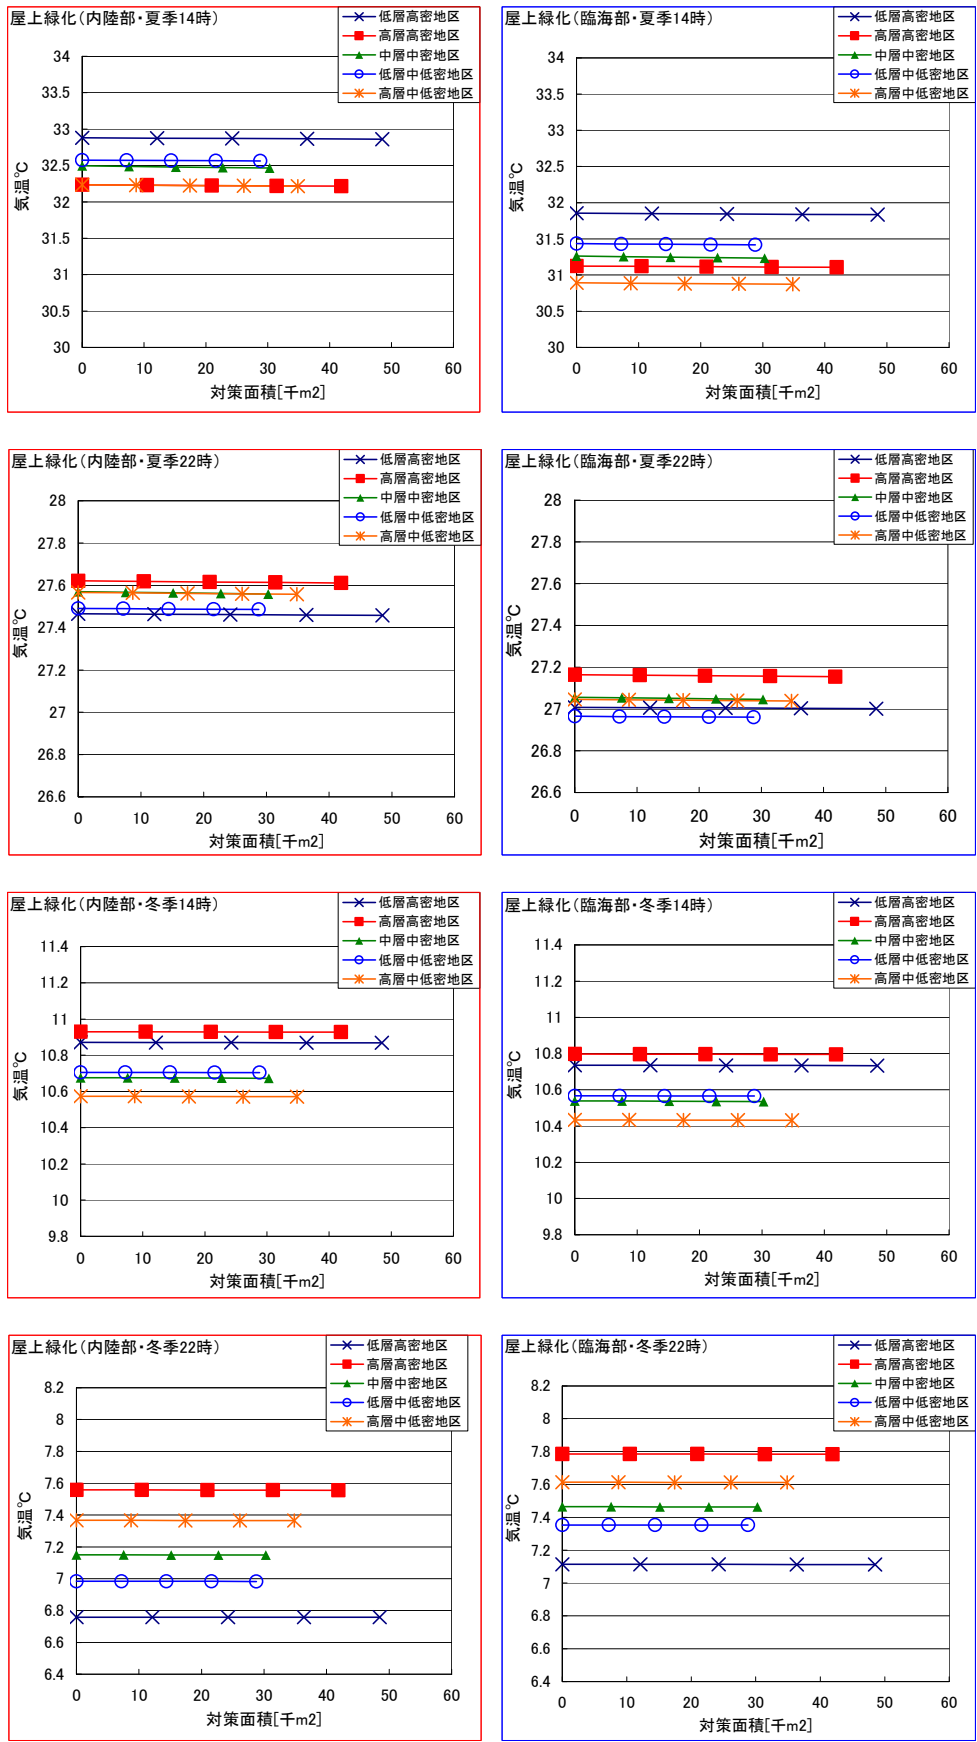 屋上緑化(内陸部・夏季14時)
低層高密地区
高層高密地区
中層中密地区
低層中低密地区
高層中低密地区
34
33.5
33
32.5
32
31.5
31
30.5
30
気温℃
0 10 20 30 40 50 60
対策面積[千m2]
屋上緑化(臨海部・夏季14時)
低層高密地区
高層高密地区
中層中密地区
低層中低密地区
高層中低密地区
34
33.5
33
32.5
32
31.5
31
30.5
30
気温℃
0 10 20 30 40 50 60
対策面積[千m2]
屋上緑化(内陸部・夏季22時)
低層高密地区
高層高密地区
中層中密地区
低層中低密地区
高層中低密地区
28
27.8
27.6
27.4
27.2
27
26.8
26.6
気温℃
0 10 20 30 40 50 60
対策面積[千m2]
屋上緑化(臨海部・夏季22時)
低層高密地区
高層高密地区
中層中密地区
低層中低密地区
高層中低密地区
28
27.8
27.6
27.4
27.2
27
26.8
26.6
気温℃
0 10 20 30 40 50 60
対策面積[千m2]
屋上緑化(内陸部・冬季14時)
低層高密地区
高層高密地区
中層中密地区
低層中低密地区
高層中低密地区
11.4
11.2
11
10.8
10.6
10.4
10.2
10
9.8
気温℃
0 10 20 30 40 50 60
対策面積[千m2]
屋上緑化(臨海部・冬季14時)
低層高密地区
高層高密地区
中層中密地区
低層中低密地区
高層中低密地区
11.4
11.2
11
10.8
10.6
10.4
10.2
10
9.8
気温℃
0 10 20 30 40 50 60
対策面積[千m2]
屋上緑化(内陸部・冬季22時)
低層高密地区
高層高密地区
中層中密地区
低層中低密地区
高層中低密地区
8.2
8
7.8
7.6
7.4
7.2
7
6.8
6.6
6.4
気温℃
0 10 20 30 40 50 60
対策面積[千m2]
屋上緑化(臨海部・冬季22時)
低層高密地区
高層高密地区
中層中密地区
低層中低密地区
高層中低密地区
8.2
8
7.8
7.6
7.4
7.2
7
6.8
6.6
6.4
気温℃
0 10 20 30 40 50 60
対策面積[千m2]